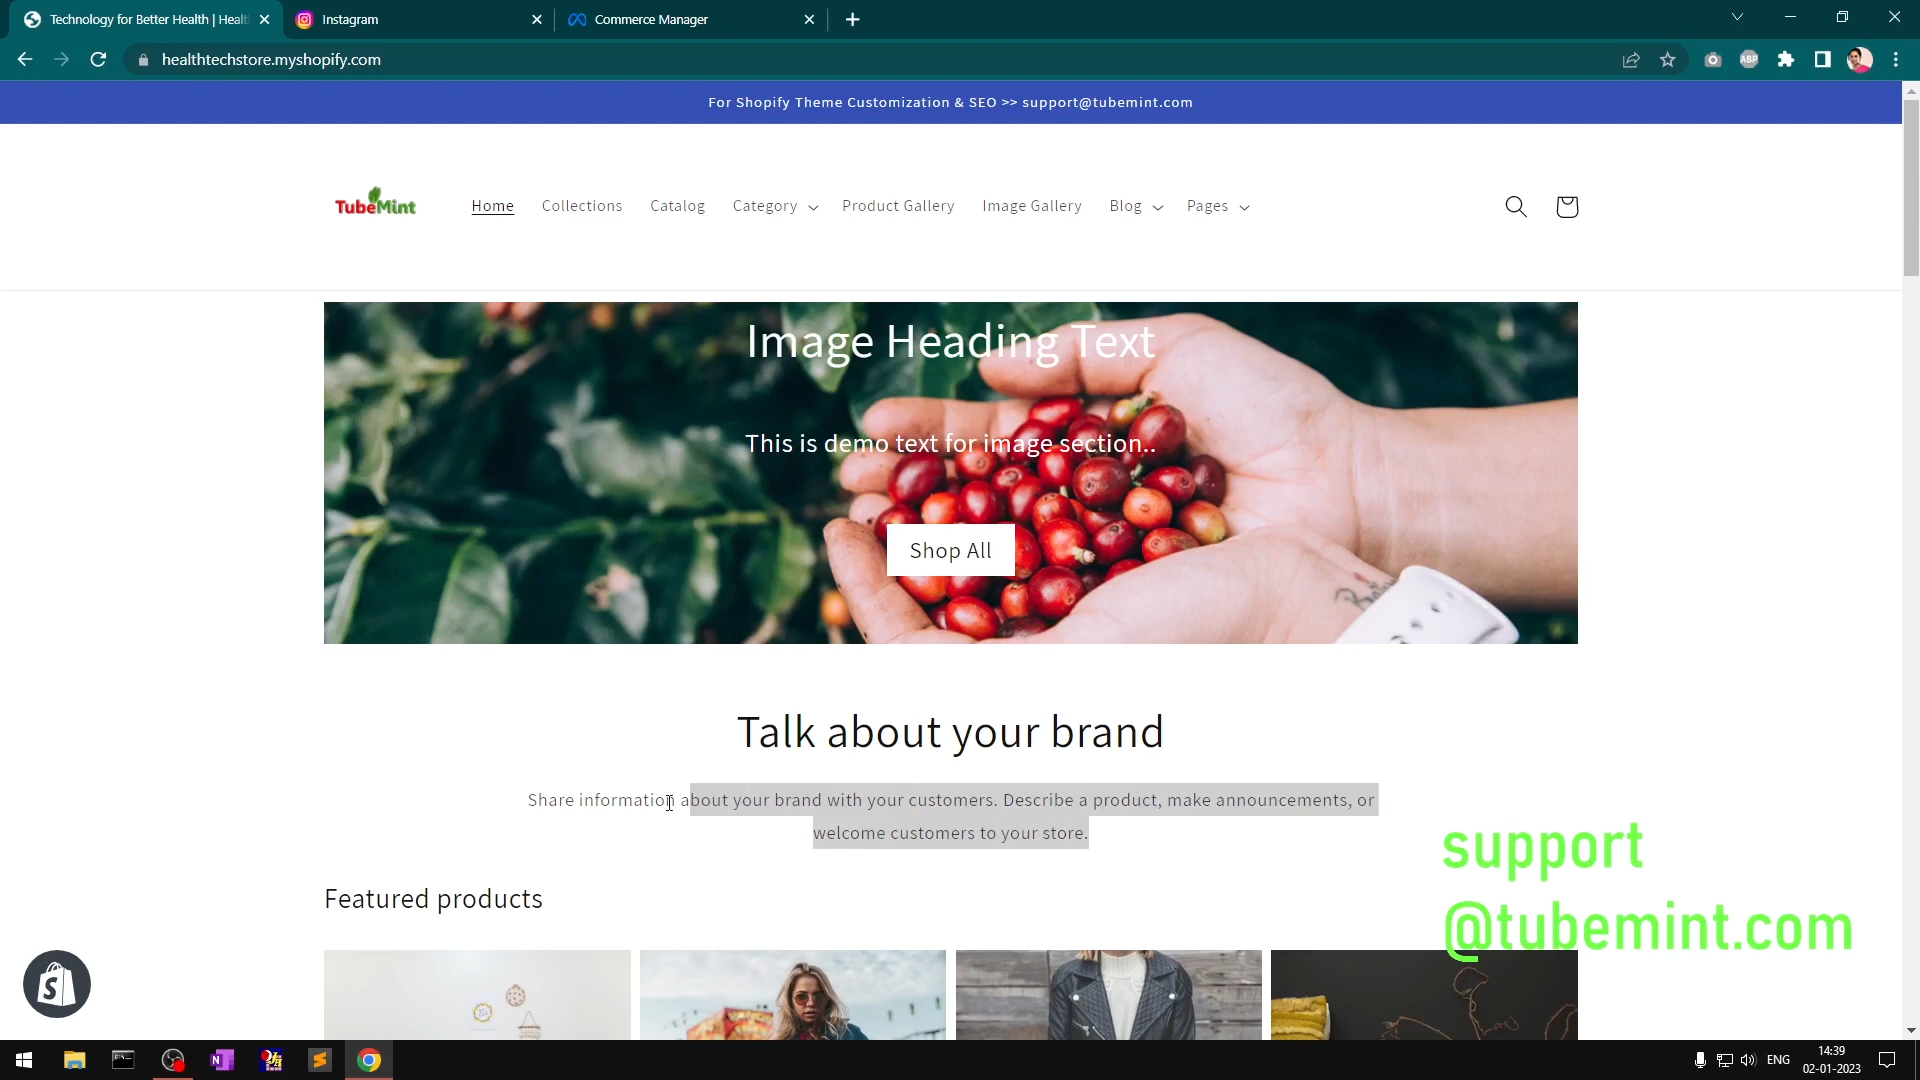 Technology for Better Health | Healt
Instagram
Commerce Manager
healthtechstore.myshopify.com
ABP
For Shopify Theme Customization & SEO >> support@tubemint.com
TubeMint
Home
Collections
Catalog
Category
Product Gallery
Image Gallery
Blog
Pages
Image Heading Text
This is demo text for image section..
Shop All
Talk about your brand
Share information about your brand with your customers. Describe a product, make announcements, or
welcome customers to your store.
Featured products
support
@tubemint.com
ENG
14:39
02-01-2023